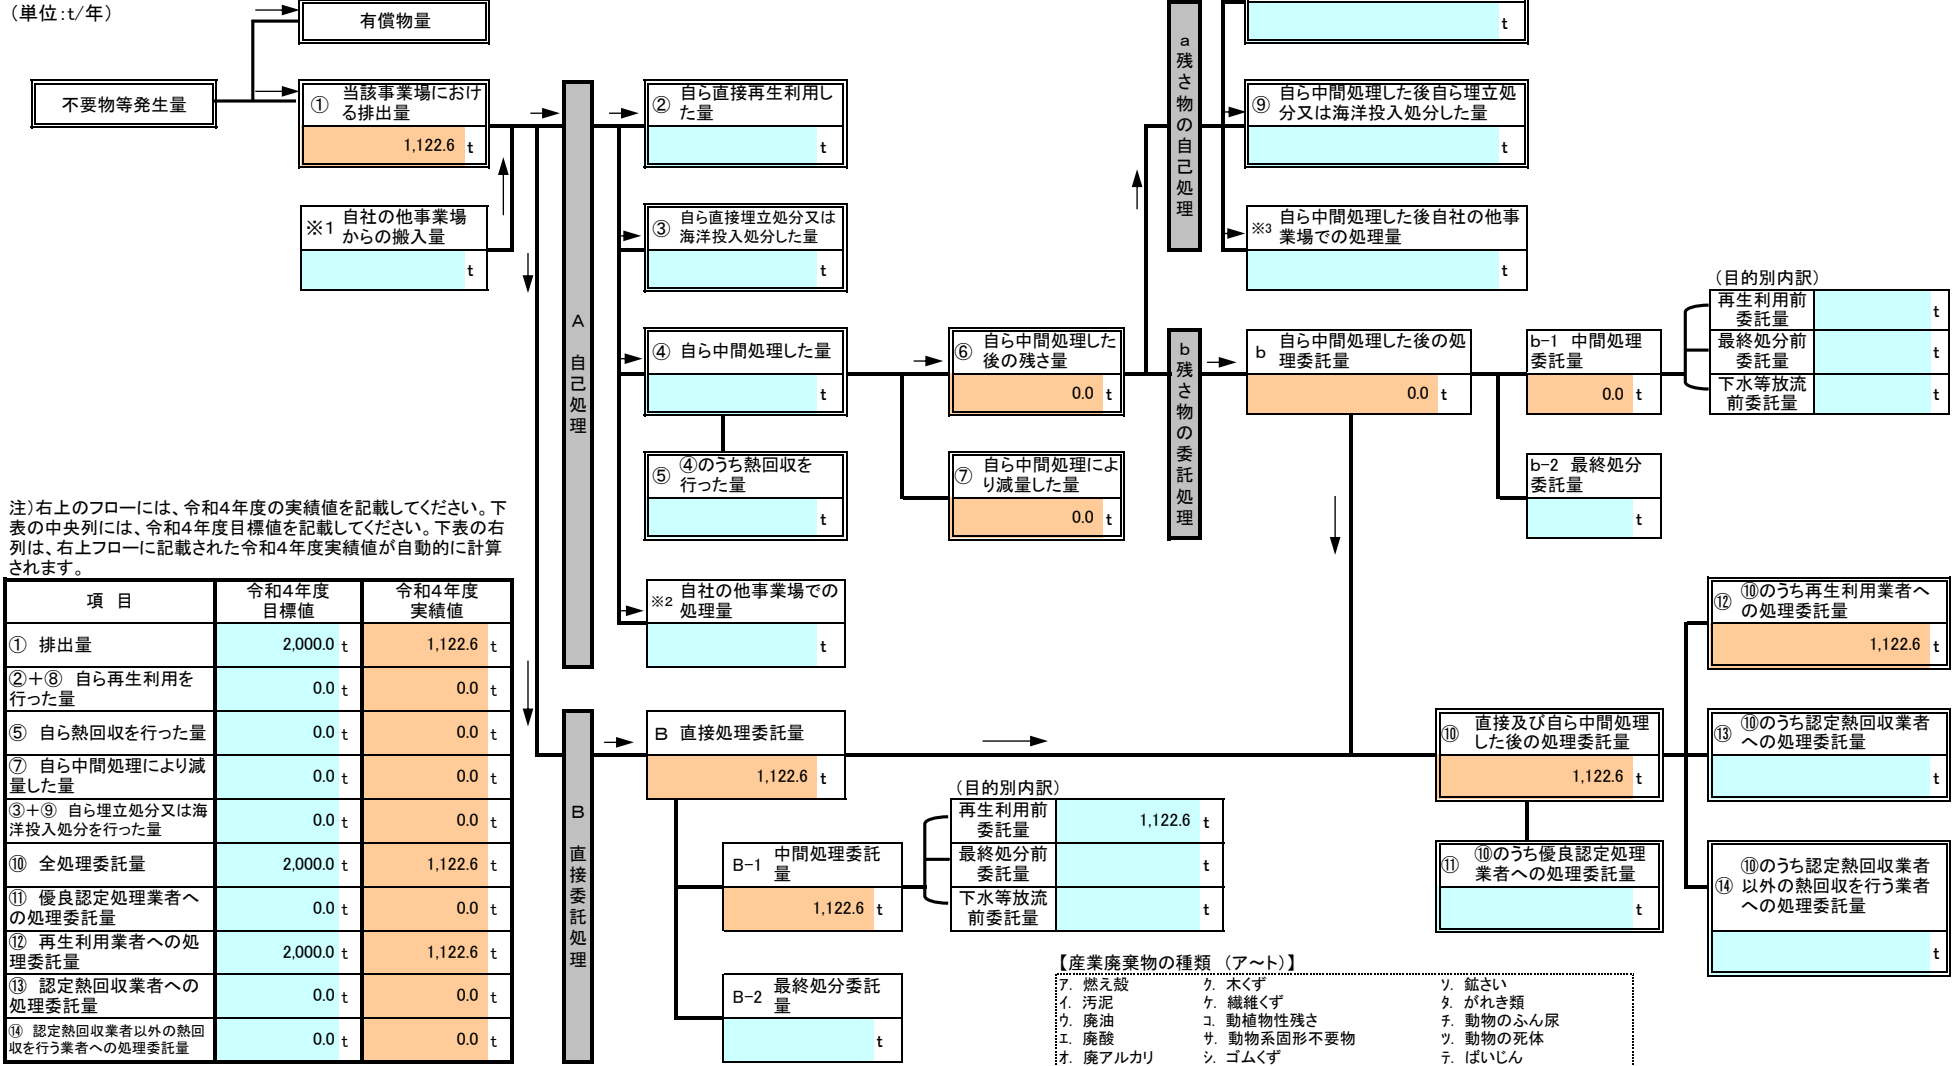 （単位：t/年）
有償物量
不要物等発生量
① 当該事業場におけ
る排出量
1,122.6 t
※1 自社の他事業場
からの搬入量
t
A 自己処理
② 自ら直接再生利用し
た量
t
③ 自ら直接埋立処分又は
海洋投入処分した量
t
④ 自ら中間処理した量
t
⑤ ④のうち熱回収を
行った量
t
※2 自社の他事業場での
処理量
t
⑥ 自ら中間処理した
後の残さ量
0.0 t
⑦ 自ら中間処理によ
り減量した量
0.0 t
a 残さ物の自己処理
t
⑨ 自ら中間処理した後自ら埋立処
分又は海洋投入処分した量
t
※3 自ら中間処理した後自社の他事
業場での処理量
t
b 残さ物の委託処理
b 自ら中間処理した後の処
理委託量
0.0 t
b-1 中間処理
委託量
0.0 t
b-2 最終処分
委託量
t
（目的別内訳）
再生利用前
委託量
t
最終処分前
委託量
t
下水等放流
前委託量
t
注）右上のフローには、令和4年度の実績値を記載してください。下
表の中央列には、令和4年度目標値を記載してください。下表の右
列は、右上フローに記載された令和4年度実績値が自動的に計算
されます。
項 目 令和4年度 目標値 令和4年度 実績値
① 排出量 2,000.0 t 1,122.6 t
②＋⑧ 自ら再生利用を
行った量 0.0 t 0.0 t
⑤ 自ら熱回収を行った量 0.0 t 0.0 t
⑦ 自ら中間処理により減
量した量 0.0 t 0.0 t
③＋⑨ 自ら埋立処分又は海
洋投入処分を行った量 0.0 t 0.0 t
⑩ 全処理委託量 2,000.0 t 1,122.6 t
⑪ 優良認定処理業者へ
の処理委託量 0.0 t 0.0 t
⑫ 再生利用業者への処
理委託量 2,000.0 t 1,122.6 t
⑬ 認定熱回収業者への
処理委託量 0.0 t 0.0 t
⑭ 認定熱回収業者以外の熱回
収を行う業者への処理委託量 0.0 t 0.0 t
B 直接委託処理
B 直接処理委託量
1,122.6 t
B-1 中間処理委託
量
1,122.6 t
B-2 最終処分委託
量
t
（目的別内訳）
再生利用前
委託量
1,122.6 t
最終処分前
委託量
t
下水等放流
前委託量
t
⑩ 直接及び自ら中間処理
した後の処理委託量
1,122.6 t
⑪ ⑩のうち優良認定処理
業者への処理委託量
t
⑫ ⑩のうち再生利用業者へ
の処理委託量
1,122.6 t
⑬ ⑩のうち認定熱回収業者
への処理委託量
t
⑭ ⑩のうち認定熱回収業者
以外の熱回収を行う業者
への処理委託量
t
【産業廃棄物の種類 （ア～ト）】
ア. 燃え殻 ク. 木くず ソ. 鉱さい
イ. 汚泥 ケ. 繊維くず タ. がれき類
ウ. 廃油 コ. 動植物性残さ チ. 動物のふん尿
エ. 廃酸 サ. 動物系固形不要物 ツ. 動物の死体
オ. 廃アルカリ シ. ゴムくず テ. ばいじん